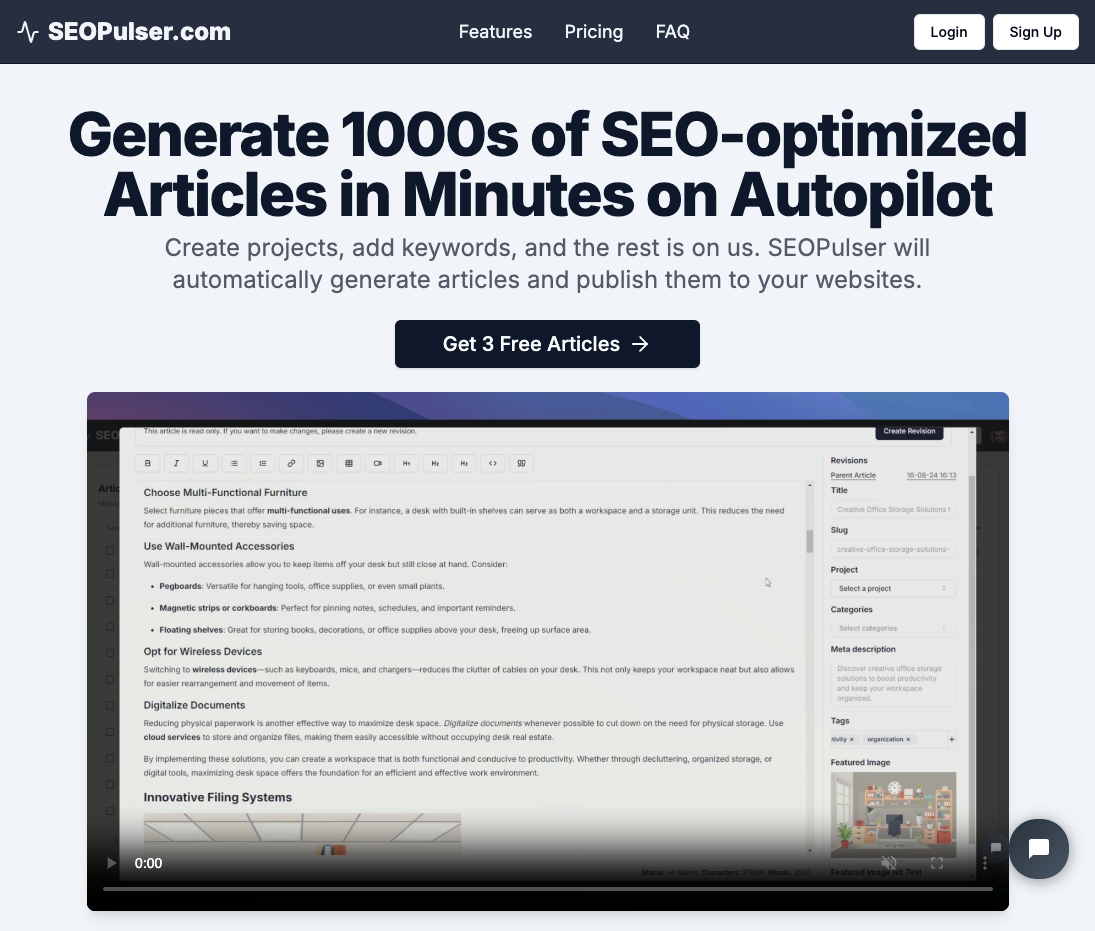 SEOPulser.com
Features
Pricing
FAQ
Login
Sign Up
Generate 1000s of SEO-optimized
Articles in Minutes on Autopilot
Create projects, add keywords, and the rest is on us. SEOPulser will
automatically generate articles and publish them to your websites.
Get 3 Free Articles →
This article is read only. If you want to make changes, please create a new revision.
Create Revision
B
I
U
H1
H2
H3
Choose Multi-Functional Furniture
Select furniture pieces that offer multi-functional uses. For instance, a desk with built-in shelves can serve as both a workspace and a storage unit. This reduces the need
for additional furniture, thereby saving space.
Use Wall-Mounted Accessories
Wall-mounted accessories allow you to keep items off your desk but still close at hand. Consider:
• Pegboards: Versatile for hanging tools, office supplies, or even small plants.
• Magnetic strips or corkboards: Perfect for pinning notes, schedules, and important reminders.
• Floating shelves: Great for storing books, decorations, or office supplies above your desk, freeing up surface area.
Opt for Wireless Devices
Switching to wireless devices—such as keyboards, mice, and chargers—reduces the clutter of cables on your desk. This not only keeps your workspace neat but also allows
for easier rearrangement and movement of items.
Digitalize Documents
Reducing physical paperwork is another effective way to maximize desk space. Digitalize documents whenever possible to cut down on the need for physical storage. Use
cloud services to store and organize files, making them easily accessible without occupying desk real estate.
By implementing these solutions, you can create a workspace that is both functional and conducive to productivity. Whether through decluttering, organized storage, or
digital tools, maximizing desk space offers the foundation for an efficient and effective work environment.
Innovative Filing Systems
Revisions
Parent Article
16-08-24 16:13
Title
Creative Office Storage Solutions t
Slug
creative-office-storage-solutions-
Project
Select a project
Categories
Select categories
Meta description
Discover creative office storage
solutions to boost productivity
and keep your workspace
organized.
Tags
tivity ×
organization ×
+
Featured Image
Featured Image Alt Text
Status: Saved Characters: Words:
0:00